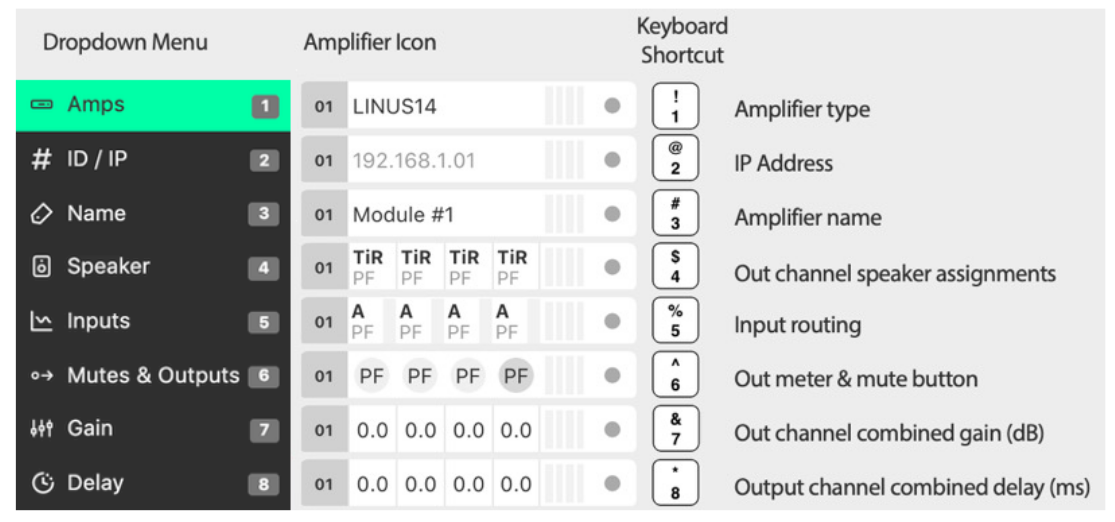 Dropdown Menu Amplifier Icon Keyboard
Shortcut
Amps 1 01 LINUS14 ! 1 Amplifier type
# ID / IP 2 01 192.168.1.01 @ 2 IP Address
Name 3 01 Module #1 # 3 Amplifier name
Speaker 4 01 TiR TiR TiR TiR $ 4 Out channel speaker assignments
PF PF PF PF
Inputs 5 01 A A A A % 5 Input routing
PF PF PF PF
Mutes & Outputs 6 01 PF PF PF PF ^ 6 Out meter & mute button
Gain 7 01 0.0 0.0 0.0 0.0 & 7 Out channel combined gain (dB)
Delay 8 01 0.0 0.0 0.0 0.0 * 8 Output channel combined delay (ms)